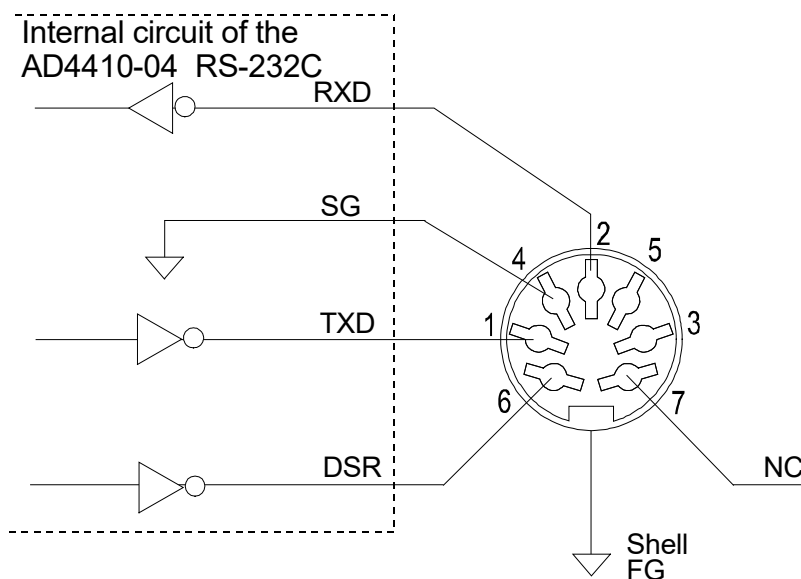 Internal circuit of the
AD4410-04 RS-232C
RXD
SG
2
4
5
TXD
1
3
6
7
DSR
NC
Shell
FG